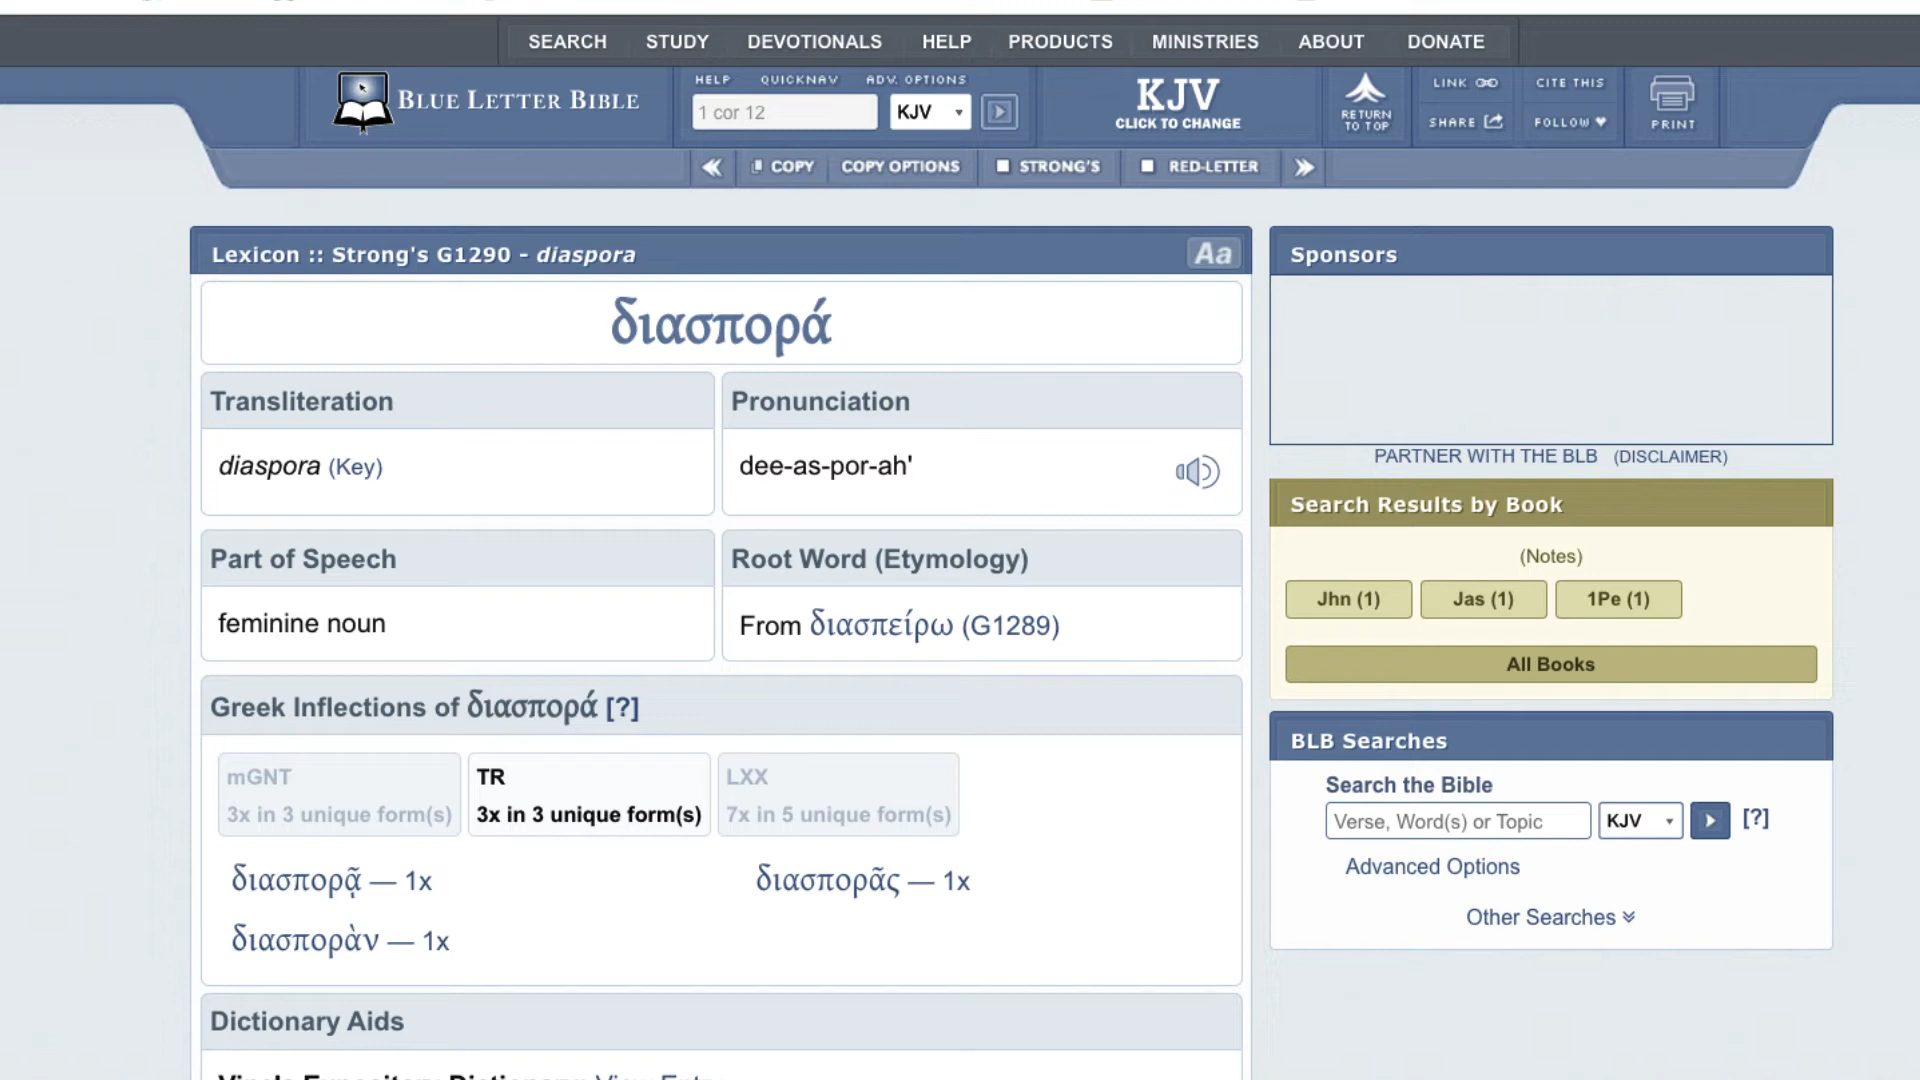 SEARCH STUDY DEVOTIONALS HELP PRODUCTS MINISTRIES ABOUT DONATE
BLUE LETTER BIBLE
HELP QUICKNAV ADV. OPTIONS
1 cor 12 KJV
KJV
CLICK TO CHANGE
RETURN
TO TOP
LINK
SHARE
CITE THIS
FOLLOW
PRINT
COPY COPY OPTIONS STRONG'S RED-LETTER
Lexicon :: Strong's G1290 - diaspora Aa
διασπορά
Transliteration
diaspora (Key)
Pronunciation
dee-as-por-ah'
Part of Speech
feminine noun
Root Word (Etymology)
From διασπείρω (G1289)
Greek Inflections of διασπορά [?]
mGNT
3x in 3 unique form(s)
TR
3x in 3 unique form(s)
LXX
7x in 5 unique form(s)
διασπορᾷ — 1x
διασπορᾶς — 1x
διασπορὰν — 1x
Dictionary Aids
Vine's Expository Dictionary: View Entry
Sponsors
PARTNER WITH THE BLB (DISCLAIMER)
Search Results by Book
(Notes)
Jhn (1) Jas (1) 1Pe (1)
All Books
BLB Searches
Search the Bible
Verse, Word(s) or Topic KJV [?]
Advanced Options
Other Searches